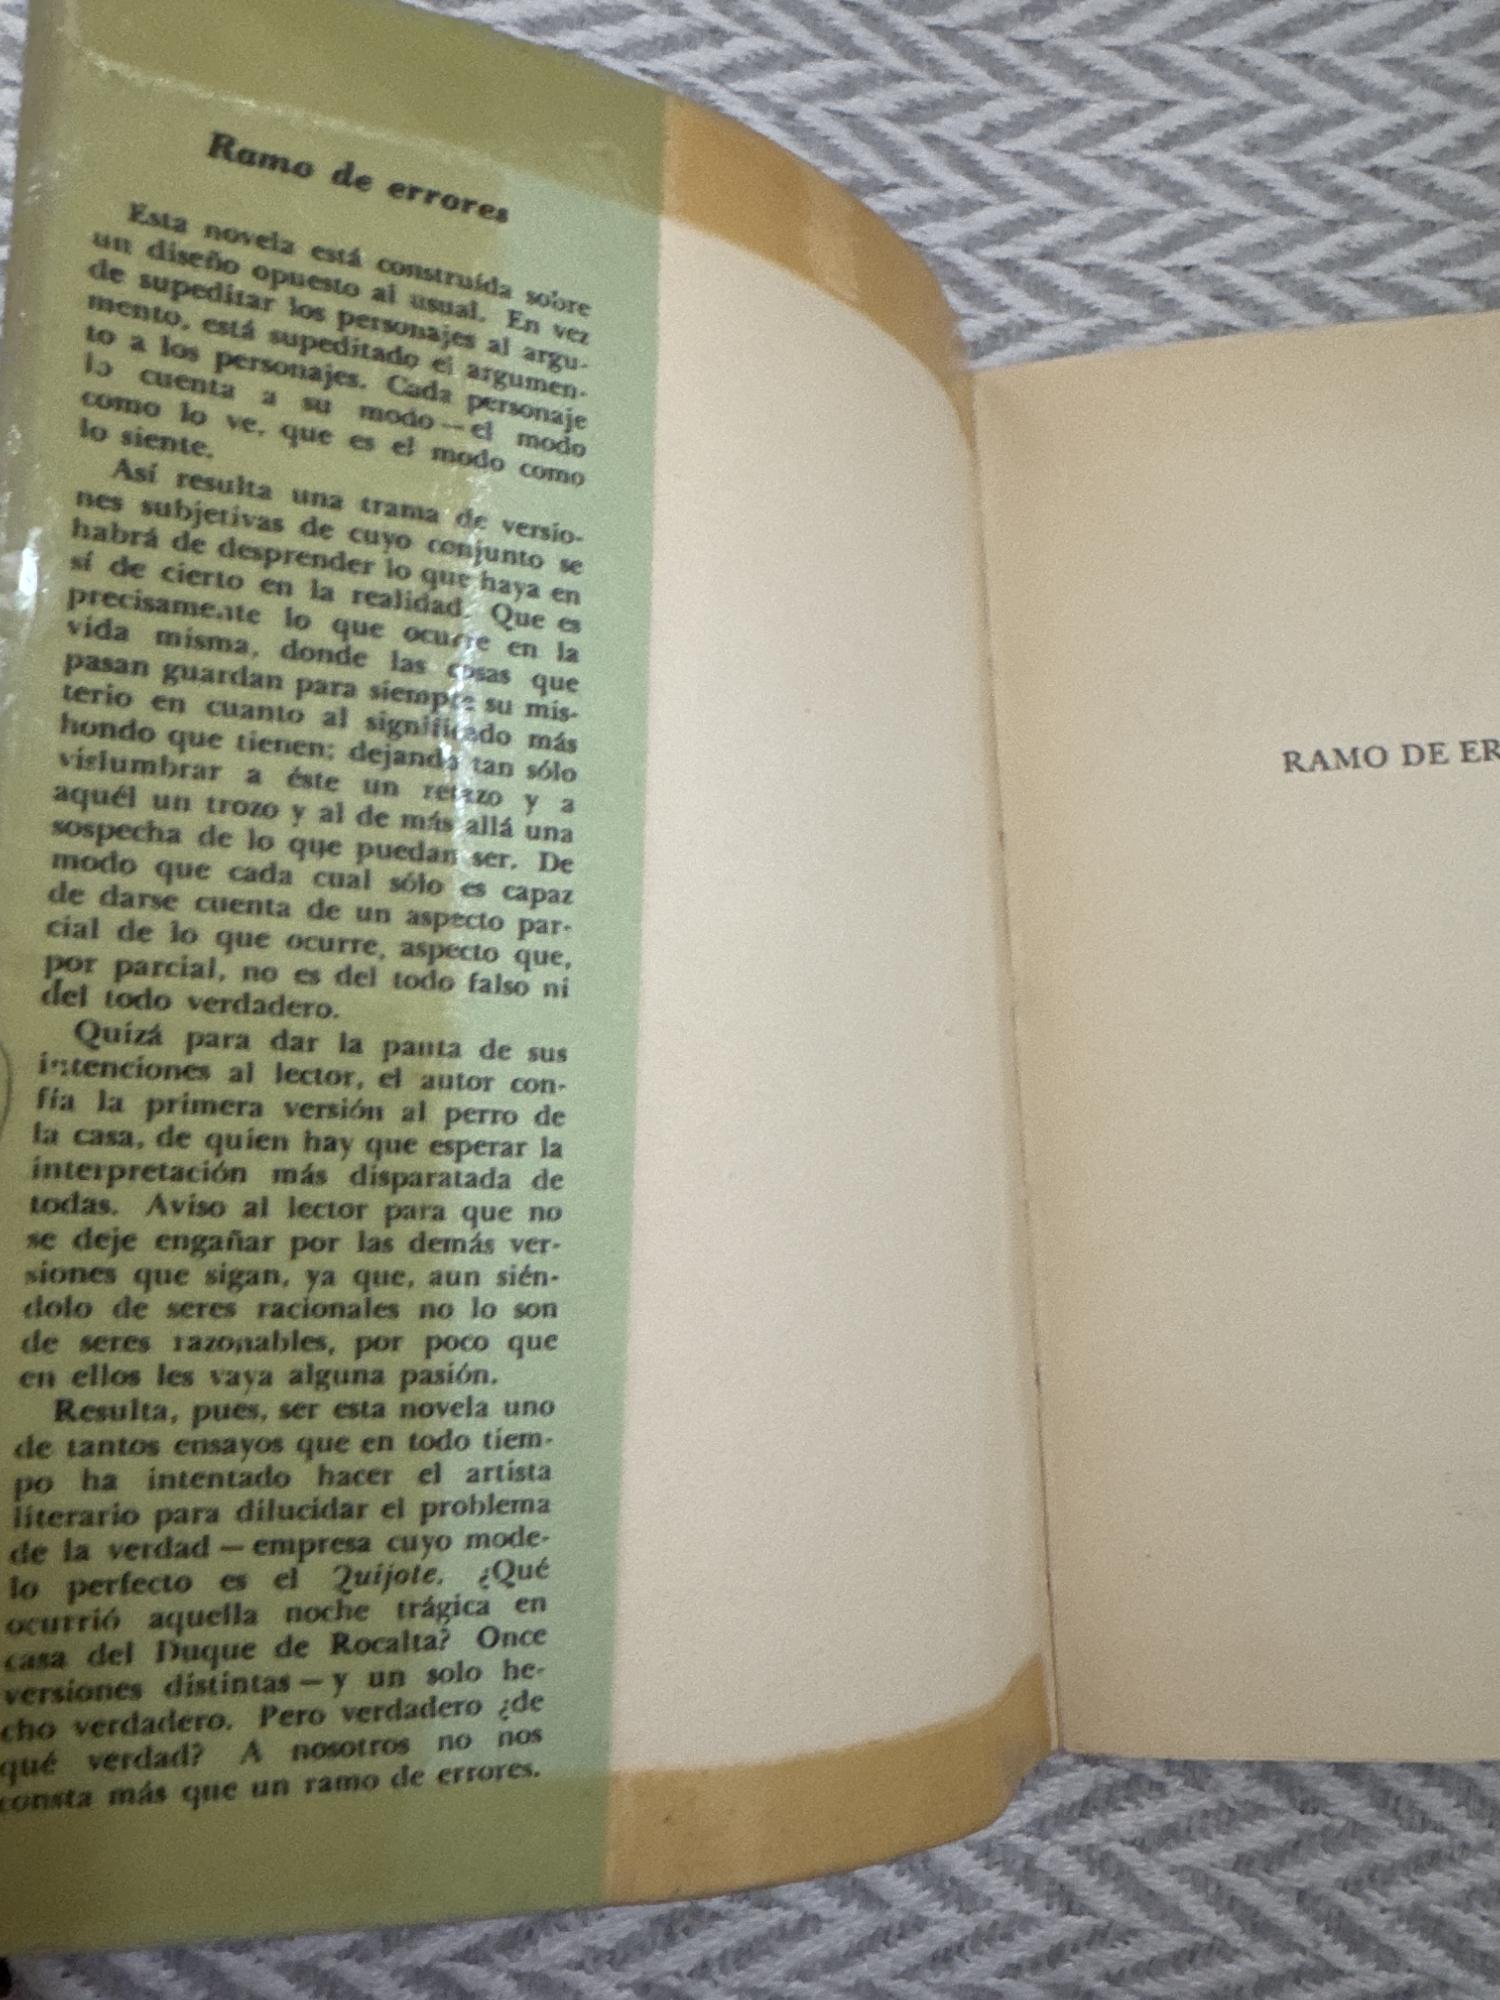 Ramo de errores
Esta novela está construída sobre
un diseño opuesto al usual. En vez
de supeditar los personajes al argu-
mento, está supeditado el argumen-
to a los personajes. Cada personaje
lo cuenta a su modo — el modo
como lo ve, que es el modo como
lo siente.
Así resulta una trama de versio-
nes subjetivas de cuyo conjunto se
habrá de desprender lo que haya en
sí de cierto en la realidad. Que es
precisamente lo que ocurre en la
vida misma, donde las cosas que
pasan guardan para siempre su mis-
terio en cuanto al significado más
hondo que tienen; dejando tan sólo
vislumbrar a éste un retazo y a
aquél un trozo y al de más allá una
sospecha de lo que puedan ser. De
modo que cada cual sólo es capaz
de darse cuenta de un aspecto par-
cial de lo que ocurre, aspecto que,
por parcial, no es del todo falso ni
del todo verdadero.
Quizá para dar la pauta de sus
intenciones al lector, el autor con-
fía la primera versión al perro de
la casa, de quien hay que esperar la
interpretación más disparatada de
todas. Aviso al lector para que no
se deje engañar por las demás ver-
siones que sigan, ya que, aun sién-
dolo de seres racionales no lo son
de seres razonables, por poco que
en ellos les vaya alguna pasión.
Resulta, pues, ser esta novela uno
de tantos ensayos que en todo tiem-
po ha intentado hacer el artista
literario para dilucidar el problema
de la verdad — empresa cuyo mode-
lo perfecto es el Quijote. ¿Qué
ocurrió aquella noche trágica en
casa del Duque de Rocalta? Once
versiones distintas — y un solo he-
cho verdadero. Pero verdadero ¿de
qué verdad? A nosotros no nos
consta más que un ramo de errores.
RAMO DE ER